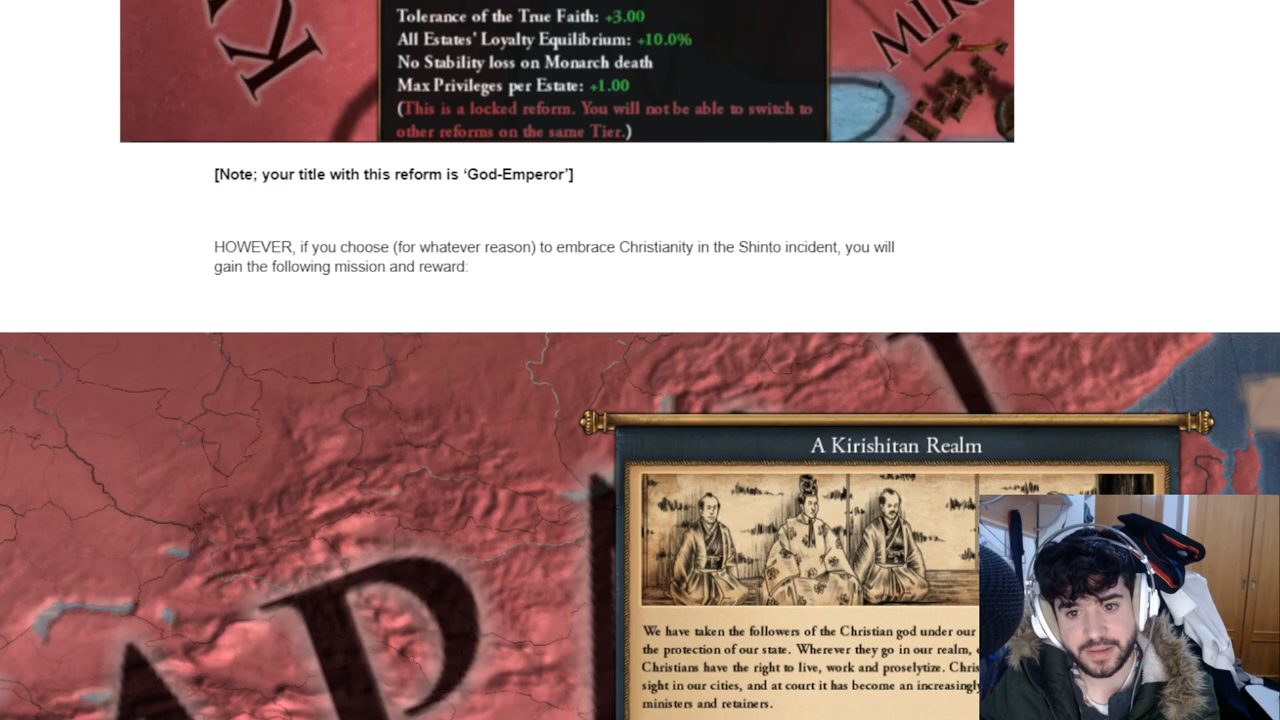 Tolerance of the True Faith: +3.00
All Estates' Loyalty Equilibrium: +10.0%
No Stability loss on Monarch death
Max Privileges per Estate: +1.00
(This is a locked reform. You will not be able to switch to
other reforms on the same Tier.)
[Note; your title with this reform is ‘God-Emperor’]
HOWEVER, if you choose (for whatever reason) to embrace Christianity in the Shinto incident, you will
gain the following mission and reward:
A Kirishitan Realm
We have taken the followers of the Christian god under our
the protection of our state. Wherever they go in our realm,
Christians have the right to live, work and proselytize.
sight in our cities, and at court it has become an increasingly
ministers and retainers.